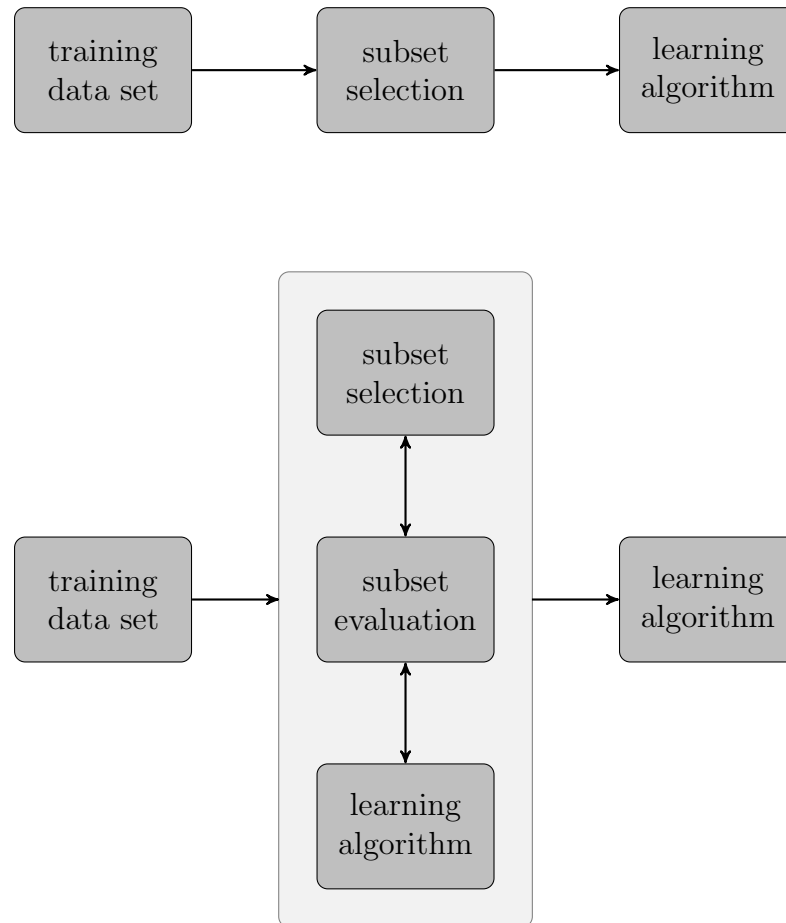 training
data set
subset
selection
learning
algorithm
subset
selection
training
data set
subset
evaluation
learning
algorithm
learning
algorithm